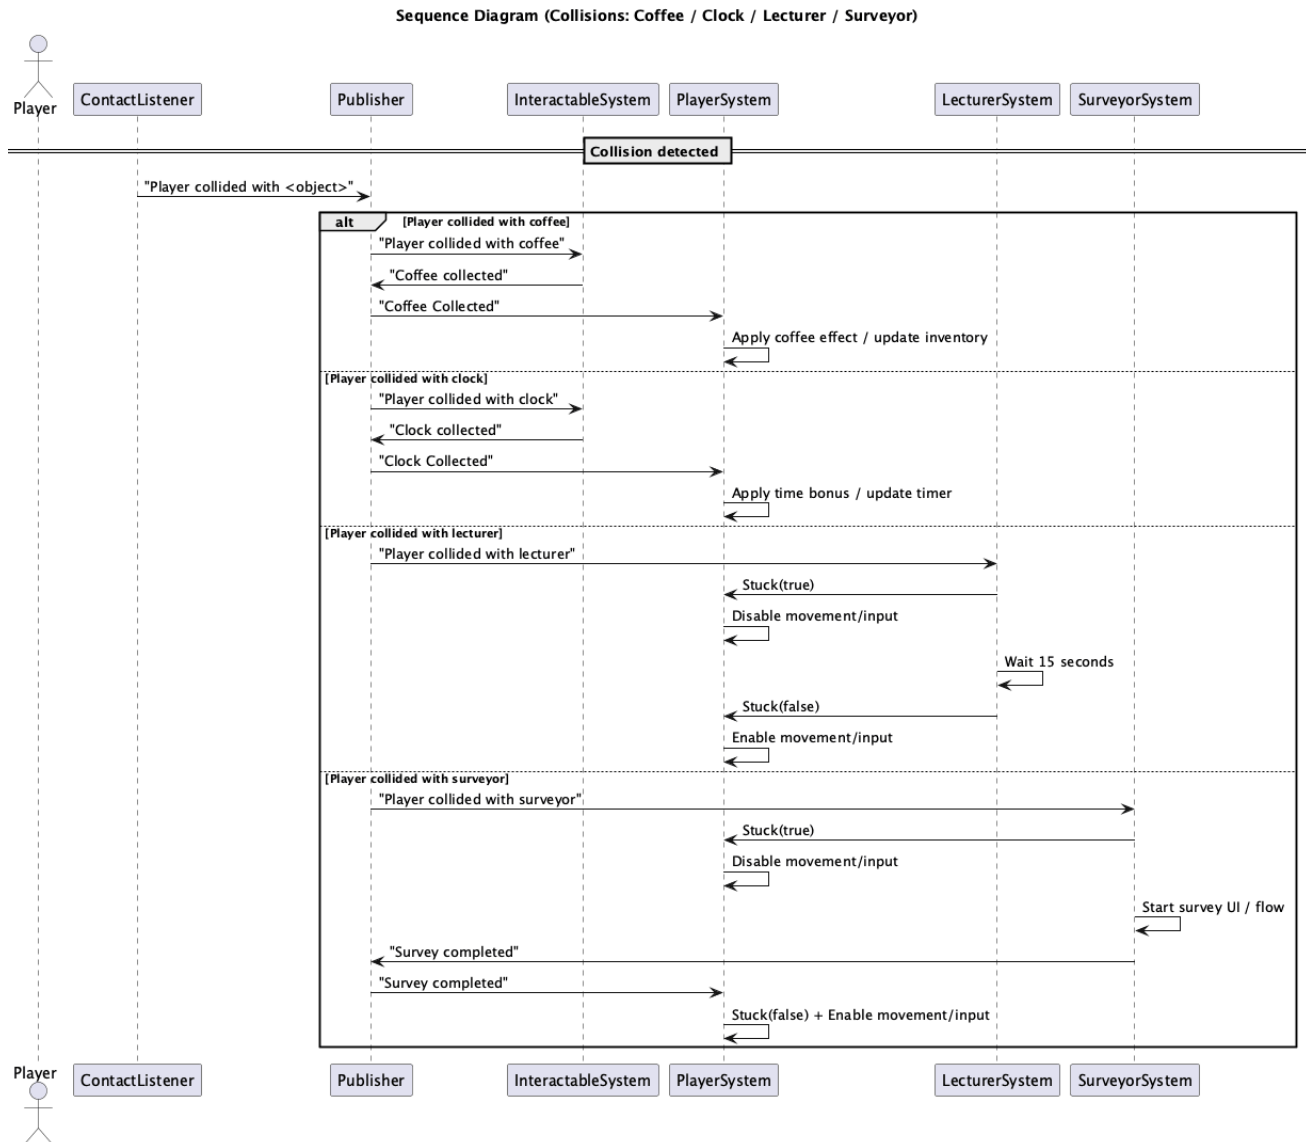 Sequence Diagram (Collisions: Coffee / Clock / Lecturer / Surveyor)
Player
ContactListener
Publisher
InteractableSystem
PlayerSystem
LecturerSystem
SurveyorSystem
Collision detected
"Player collided with <object>"
alt
[Player collided with coffee]
"Player collided with coffee"
"Coffee collected"
"Coffee Collected"
Apply coffee effect / update inventory
[Player collided with clock]
"Player collided with clock"
"Clock collected"
"Clock Collected"
Apply time bonus / update timer
[Player collided with lecturer]
"Player collided with lecturer"
Stuck(true)
Disable movement/input
Wait 15 seconds
Stuck(false)
Enable movement/input
[Player collided with surveyor]
"Player collided with surveyor"
Stuck(true)
Disable movement/input
Start survey UI / flow
"Survey completed"
"Survey completed"
Stuck(false) + Enable movement/input
Player
ContactListener
Publisher
InteractableSystem
PlayerSystem
LecturerSystem
SurveyorSystem